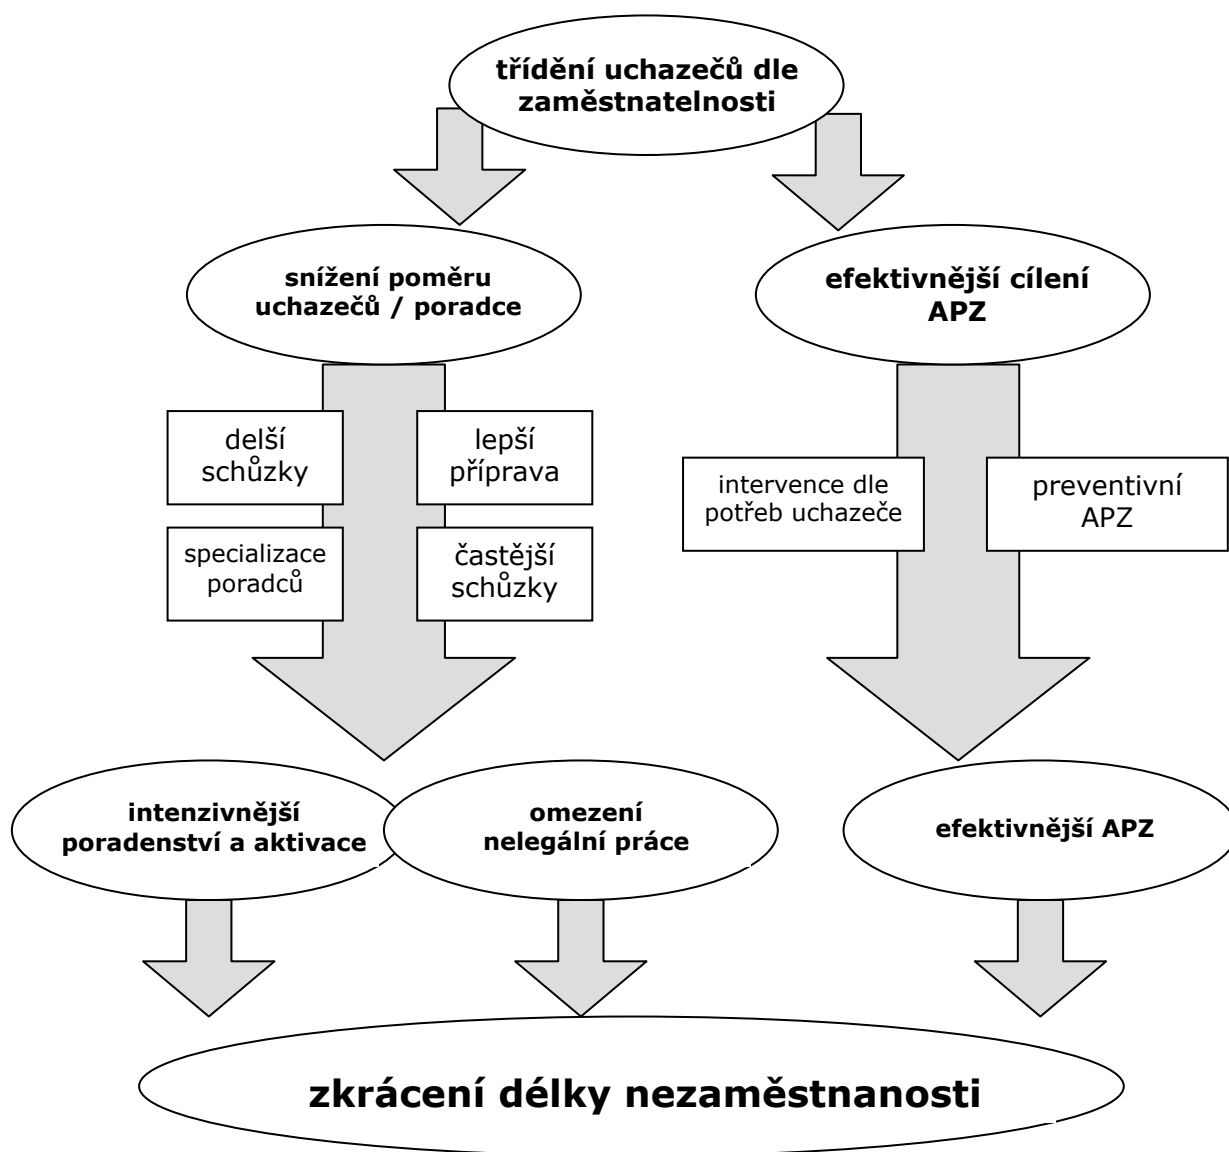 třídění uchazečů dle
zaměstnatelnosti
snížení poměru
uchazečů / poradce
efektivnější cílení
APZ
delší
schůzky
lepší
příprava
specializace
poradců
častější
schůzky
intervence dle
potřeb uchazeče
preventivní
APZ
intenzivnější
poradenství a aktivace
omezení
nelegální práce
efektivnější APZ
zkrácení délky nezaměstnanosti